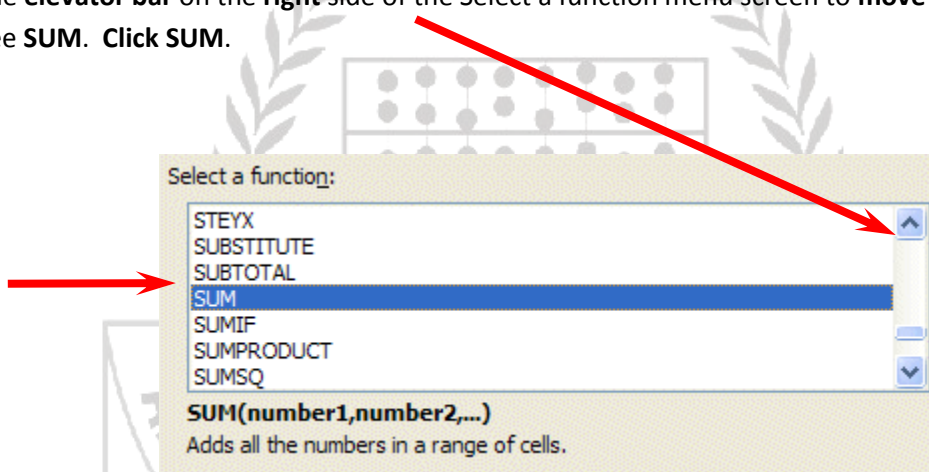 elevator bar on the right side of the Select a function menu screen to move
SUM. Click SUM.
Select a function:
STEYX
SUBSTITUTE
SUBTOTAL
SUM
SUMIF
SUMPRODUCT
SUMSQ
SUM(number1,number2,...)
Adds all the numbers in a range of cells.